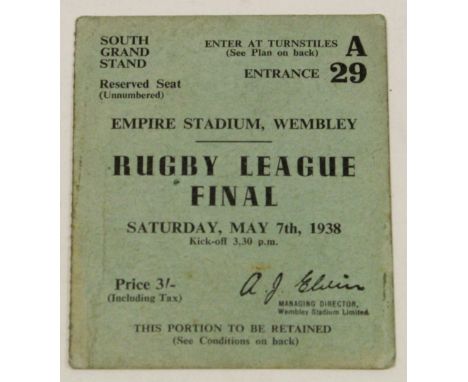 SOUTH GRAND STAND
Reserved Seat
(Unnumbered)
ENTER AT TURNSTILES
(See Plan on back)
A
ENTRANCE 29
EMPIRE STADIUM, WEMBLEY
RUGBY LEAGUE
FINAL
SATURDAY, MAY 7th, 1938
Kick-off 3.30 p.m.
Price 3/-
(Including Tax)
A. J. Elvin
MANAGING DIRECTOR,
Wembley Stadium Limited.
THIS PORTION TO BE RETAINED
(See Conditions on back)